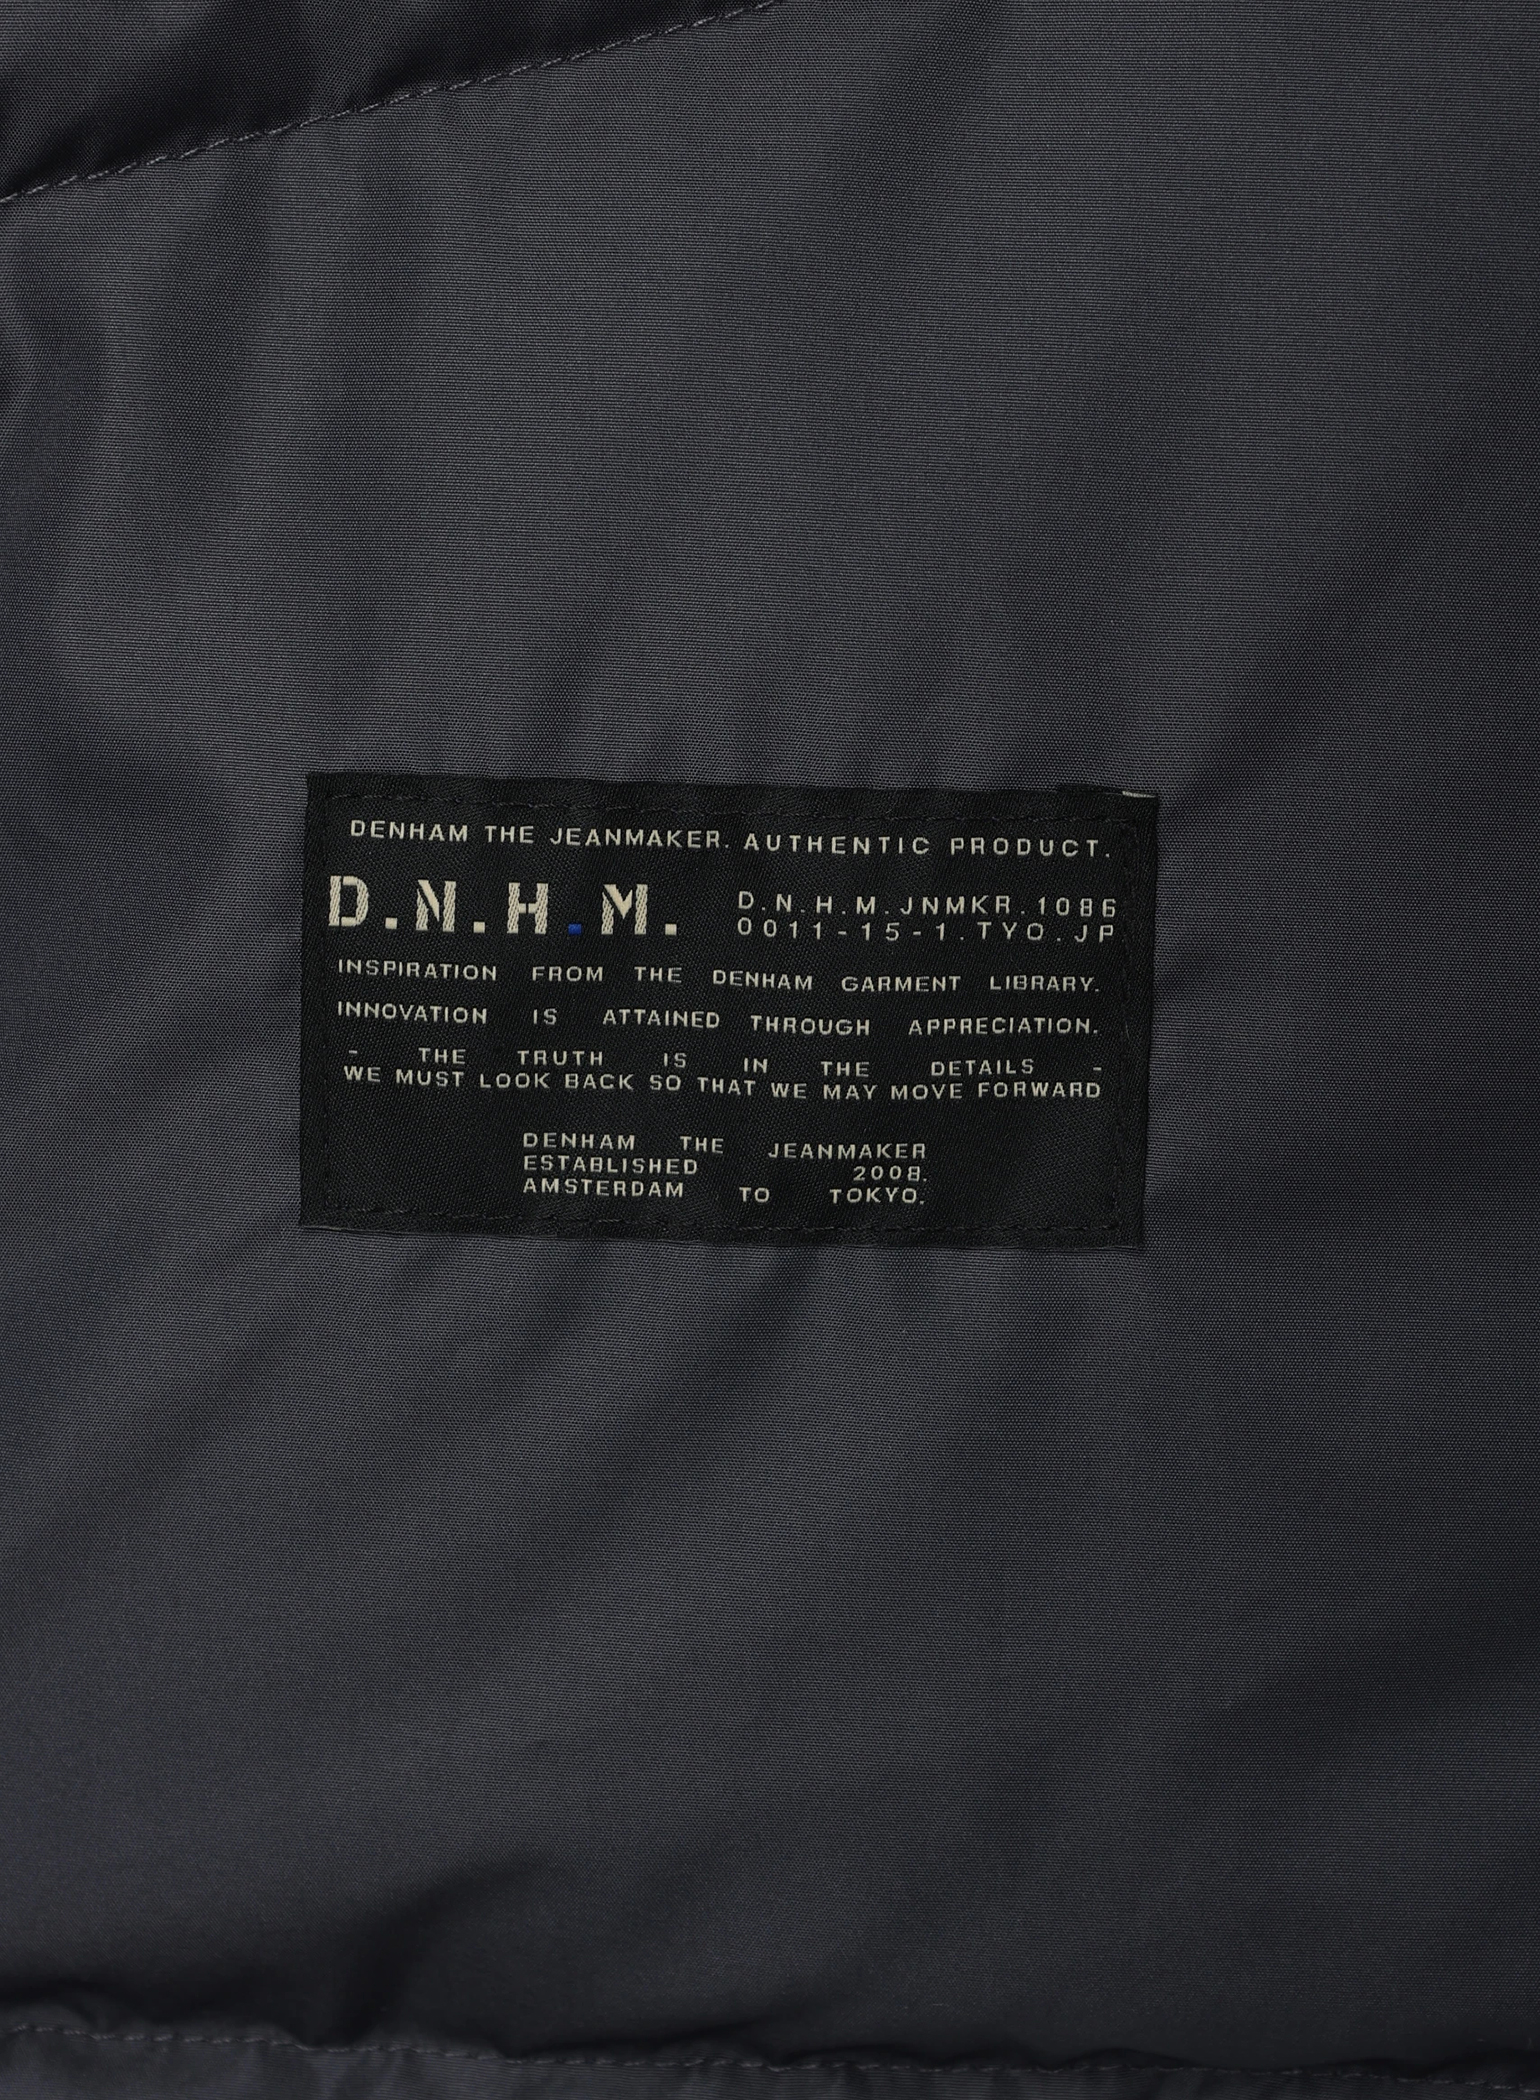 DENHAM THE JEANMAKER. AUTHENTIC PRODUCT.
D.N.H.M.
D.N.H.M.JNMKR.1086
0011-15-1.TYO.JP
INSPIRATION FROM THE DENHAM GARMENT LIBRARY.
INNOVATION IS ATTAINED THROUGH APPRECIATION.
- THE TRUTH IS IN THE DETAILS -
WE MUST LOOK BACK SO THAT WE MAY MOVE FORWARD
DENHAM THE JEANMAKER
ESTABLISHED 2008.
AMSTERDAM TO TOKYO.